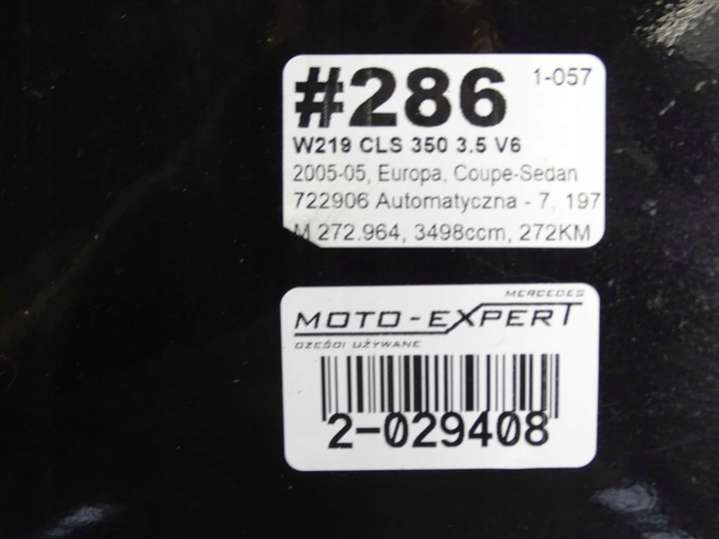 #286 1-057
W219 CLS 350 3.5 V6
2005-05, Europa, Coupe-Sedan
722906 Automatyczna - 7, 197
M 272.964, 3498ccm, 272KM
MERCEDES
MOTO-EXPERT
CZĘŚCI UŻYWANE
2-029408